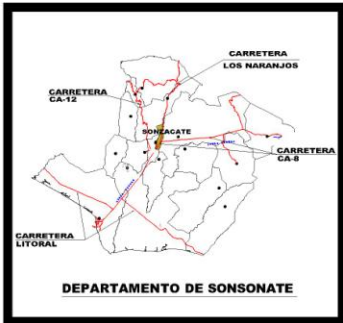 CARRETERA
LOS NARANJOS
CARRETERA
CA-12
SONZACATE
CARRETERA
CA-8
CARRETERA
LITORAL
DEPARTAMENTO DE SONSONATE